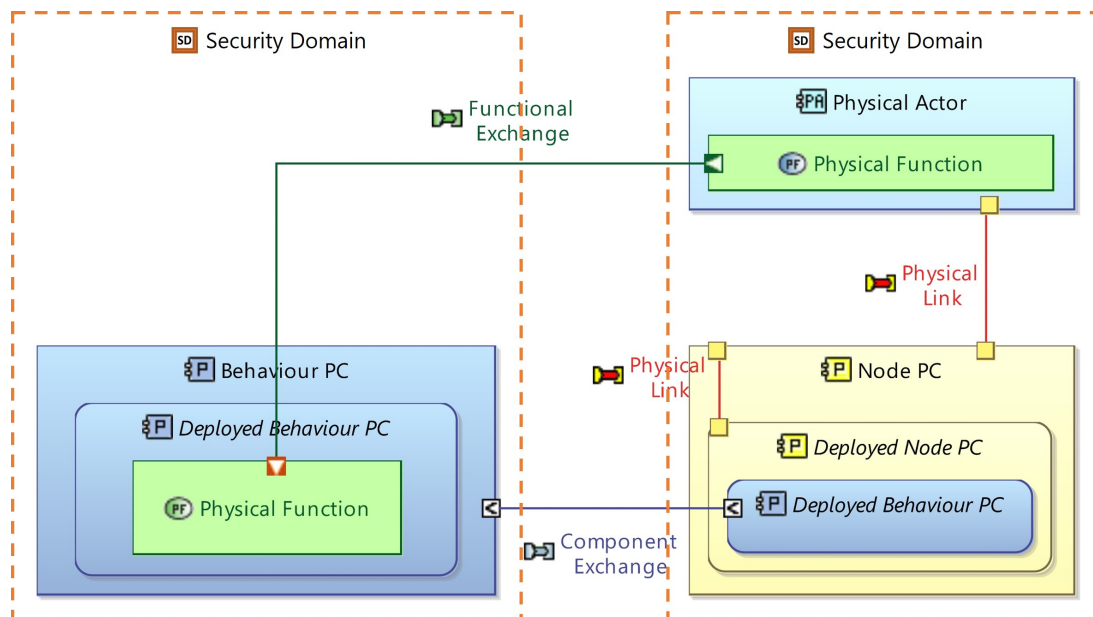 SD Security Domain
SD Security Domain
Functional
Exchange
PA Physical Actor
PF Physical Function
Physical
Link
P Behaviour PC
Physical
Link
P Node PC
P Deployed Behaviour PC
P Deployed Node PC
PF Physical Function
P Deployed Behaviour PC
Component
Exchange